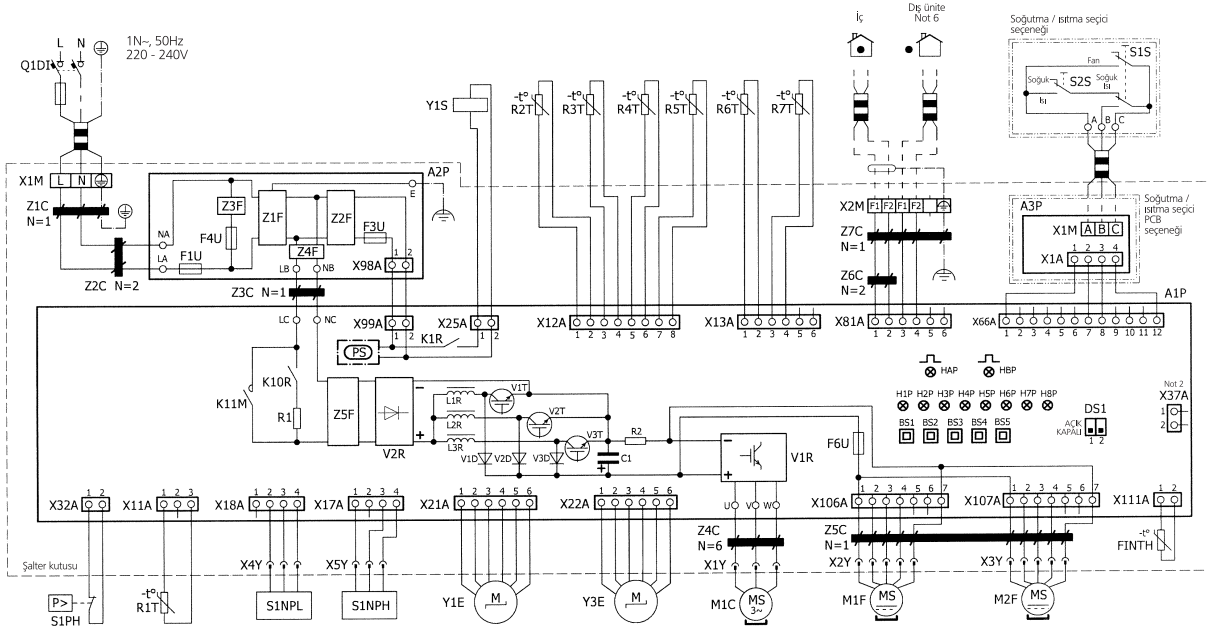 L N
1N~, 50Hz
220 - 240V
Q1DI
İç
Dış ünite
Not 6
Soğutma / ısıtma seçici
seçeneği
S1S
Fan
Soğuk
S2S
Soğuk
Isı
Isı
A B C
Y1S
-t° R2T
-t° R3T
-t° R4T
-t° R5T
-t° R6T
-t° R7T
X1M L N
A2P
E
Z1C
N=1
Z3F
Z1F
Z2F
F4U
F3U
Z4F
NA
LA
F1U
LB NB
X98A 1 2
Z2C N=2
Z3C N=1
X2M F1 F2 F1 F2
Z7C
N=1
Z6C
N=2
A3P
Soğutma /
ısıtma seçici
PCB
seçeneği
X1M A B C
1 2 3 4
X1A
A1P
LC NC
X99A 1 2
X25A 1 2
K1R
PS
X12A 1 2 3 4 5 6 7 8
X13A 1 2 3 4 5 6
X81A 1 2 3 4 5 6
X66A 1 2 3 4 5 6 7 8 9 10 11 12
HAP HBP
H1P H2P H3P H4P H5P H6P H7P H8P
BS1 BS2 BS3 BS4 BS5
DS1
AÇIK
KAPALI
1 2
Not 2
X37A
1
2
K11M
K10R
R1
Z5F
V2R
−
+
L1R
L2R
L3R
V1T
V2T
V3T
V1D V2D V3D
C1
+
R2
−
+
V1R
U V W
F6U
X32A 1 2
X11A 1 2 3
X18A 1 2 3 4
X17A 1 2 3 4
X21A 1 2 3 4 5 6
X22A 1 2 3 4 5 6
X106A 1 2 3 4 5 6 7
X107A 1 2 3 4 5 6 7
X111A 1 2
Z4C
N=6
Z5C
N=1
X1Y
X2Y
X3Y
-t°
FINTH
Şalter kutusu
X4Y
X5Y
P>
S1PH
-t°
R1T
S1NPL
S1NPH
Y1E M
Y3E M
M1C MS 3~
M1F MS
M2F MS